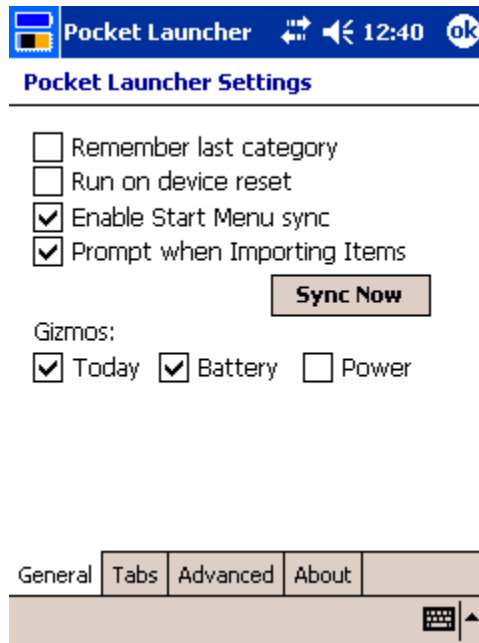 Pocket Launcher 12:40 ok
Pocket Launcher Settings
Remember last category
Run on device reset
Enable Start Menu sync
Prompt when Importing Items
Sync Now
Gizmos:
Today Battery Power
General Tabs Advanced About